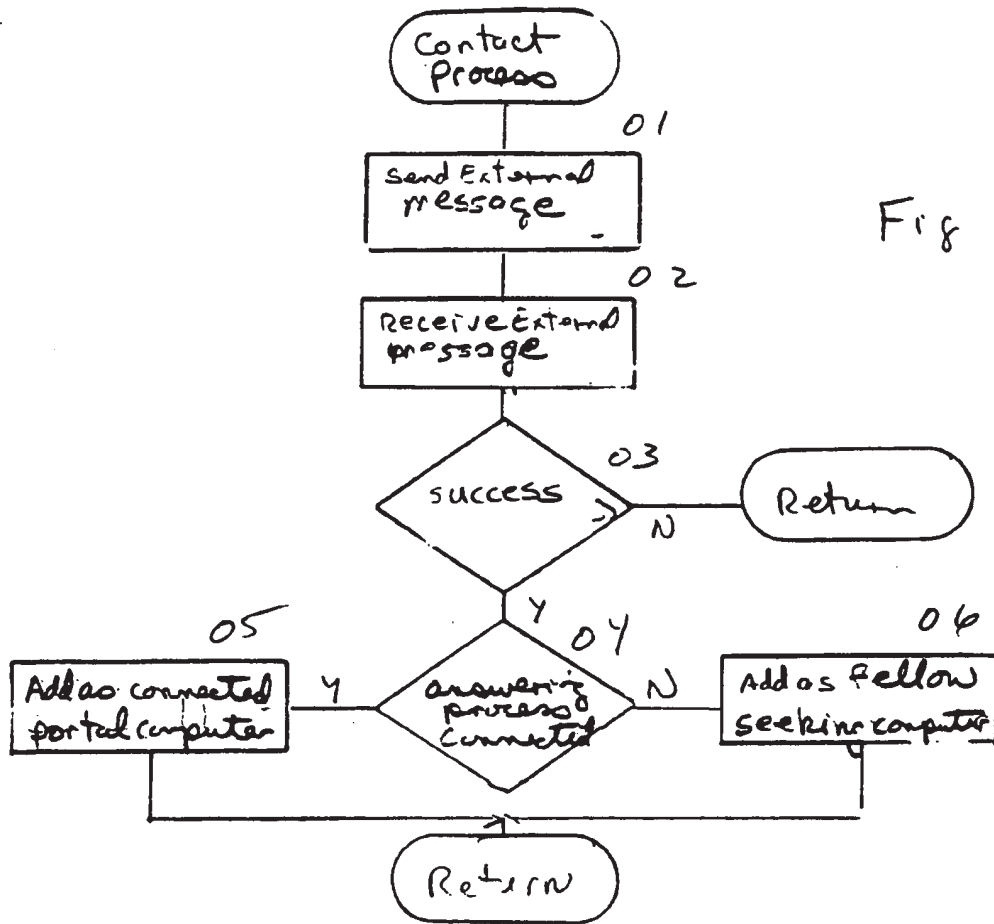 Contact
Process
01
Send External
message
Fig
02
Receive External
message
03
success
N
Return
Y
04
05
06
Add as connected
portal computer
Y
answering
process
connected
N
Add as fellow
seeking computer
Return